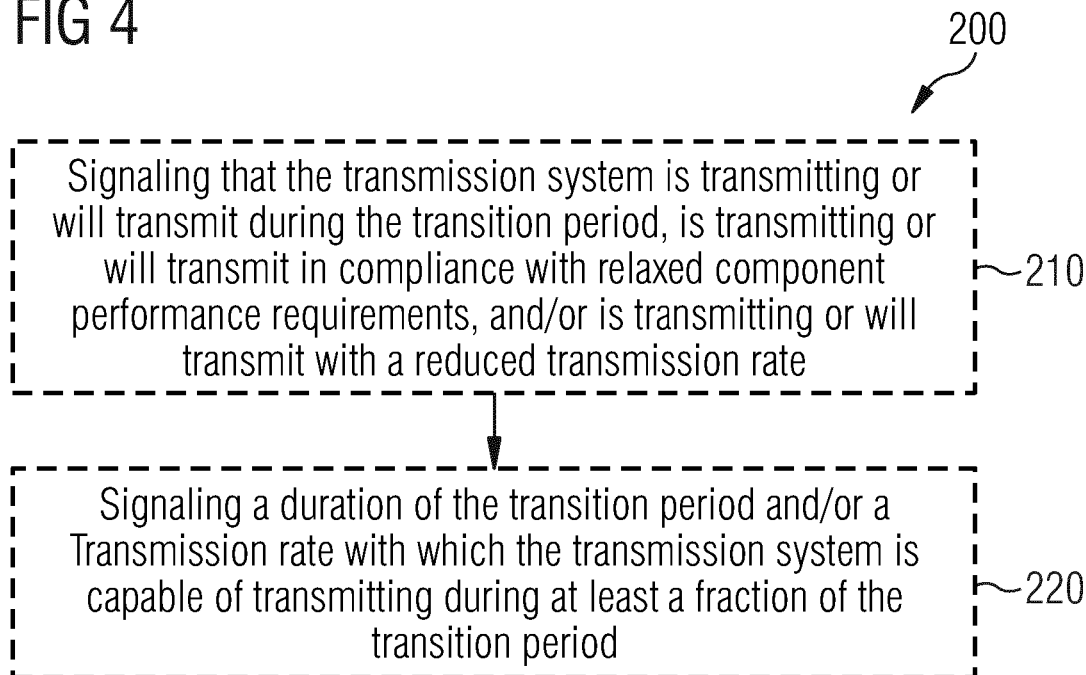 FIG 4
200
Signaling that the transmission system is transmitting or
will transmit during the transition period, is transmitting or
will transmit in compliance with relaxed component
performance requirements, and/or is transmitting or will
transmit with a reduced transmission rate
210
Signaling a duration of the transition period and/or a
Transmission rate with which the transmission system is
capable of transmitting during at least a fraction of the
transition period
220